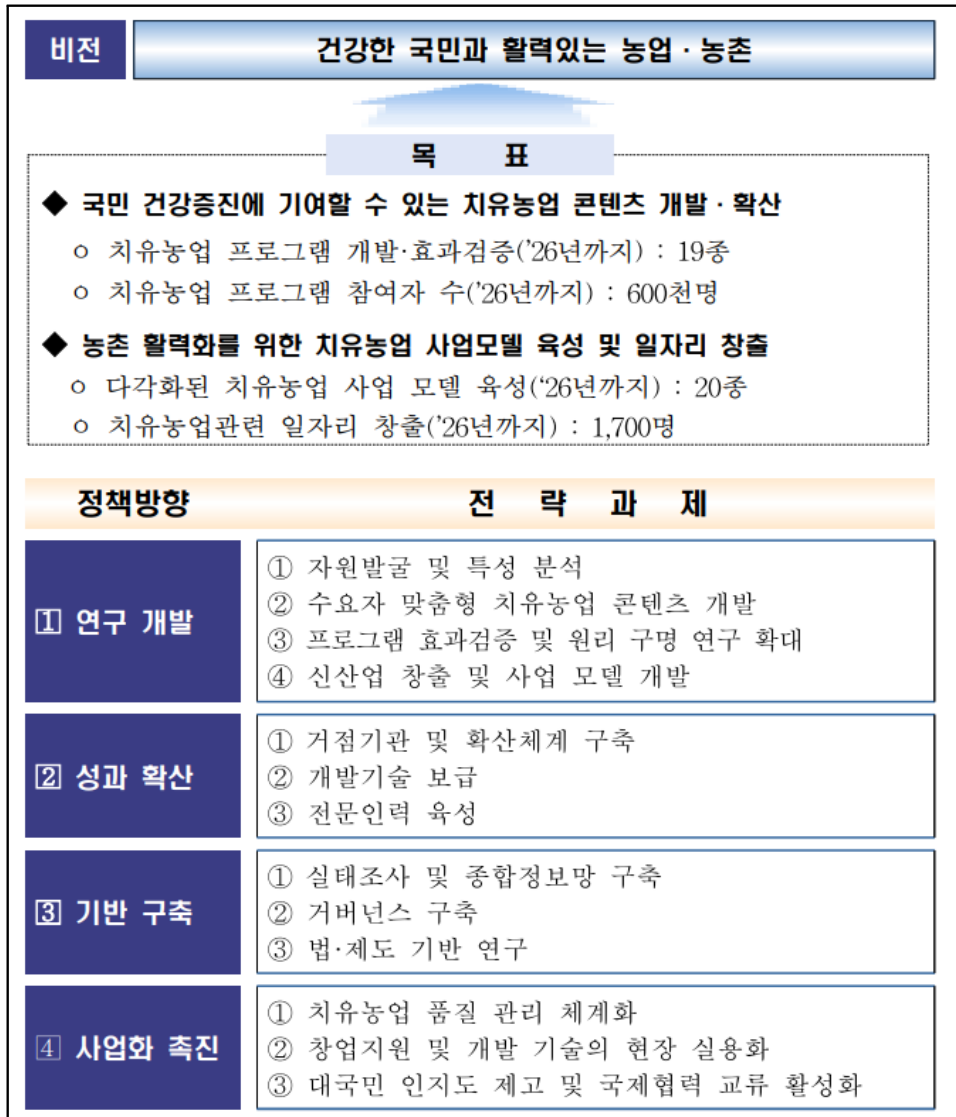 비전
건강한 국민과 활력있는 농업 · 농촌
목 표
◆ 국민 건강증진에 기여할 수 있는 치유농업 콘텐츠 개발 · 확산
ㅇ 치유농업 프로그램 개발·효과검증('26년까지) : 19종
ㅇ 치유농업 프로그램 참여자 수('26년까지) : 600천명
◆ 농촌 활력화를 위한 치유농업 사업모델 육성 및 일자리 창출
ㅇ 다각화된 치유농업 사업 모델 육성(‘26년까지) : 20종
ㅇ 치유농업관련 일자리 창출('26년까지) : 1,700명
정책방향 전 략 과 제
1 연구 개발
① 자원발굴 및 특성 분석
② 수요자 맞춤형 치유농업 콘텐츠 개발
③ 프로그램 효과검증 및 원리 구명 연구 확대
④ 신산업 창출 및 사업 모델 개발
2 성과 확산
① 거점기관 및 확산체계 구축
② 개발기술 보급
③ 전문인력 육성
3 기반 구축
① 실태조사 및 종합정보망 구축
② 거버넌스 구축
③ 법·제도 기반 연구
4 사업화 촉진
① 치유농업 품질 관리 체계화
② 창업지원 및 개발 기술의 현장 실용화
③ 대국민 인지도 제고 및 국제협력 교류 활성화